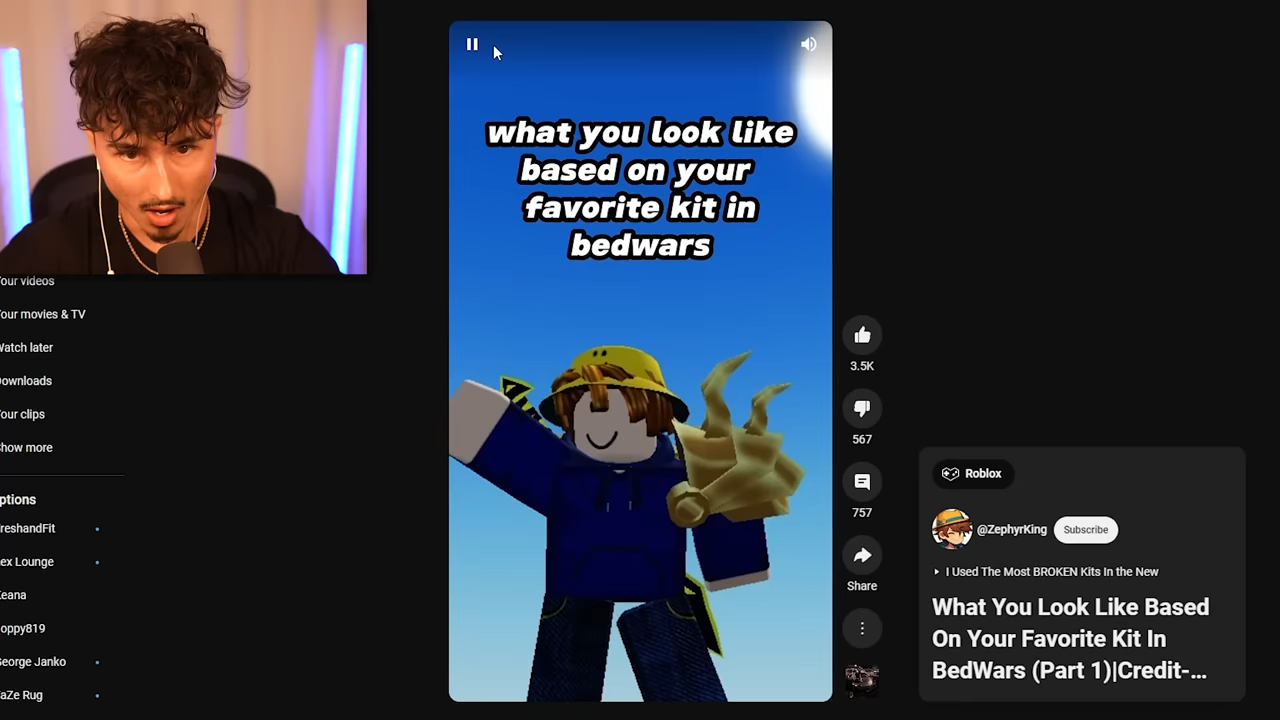 what you look like
based on your
favorite kit in
bedwars
our videos
our movies & TV
Watch later
ownloads
our clips
how more
ptions
reshandFit
ex Lounge
eana
oppy819
eorge Janko
aZe Rug
3.5K
567
757
Share
Roblox
@ZephyrKing
Subscribe
I Used The Most BROKEN Kits In the New
What You Look Like Based
On Your Favorite Kit In
BedWars (Part 1)|Credit-...